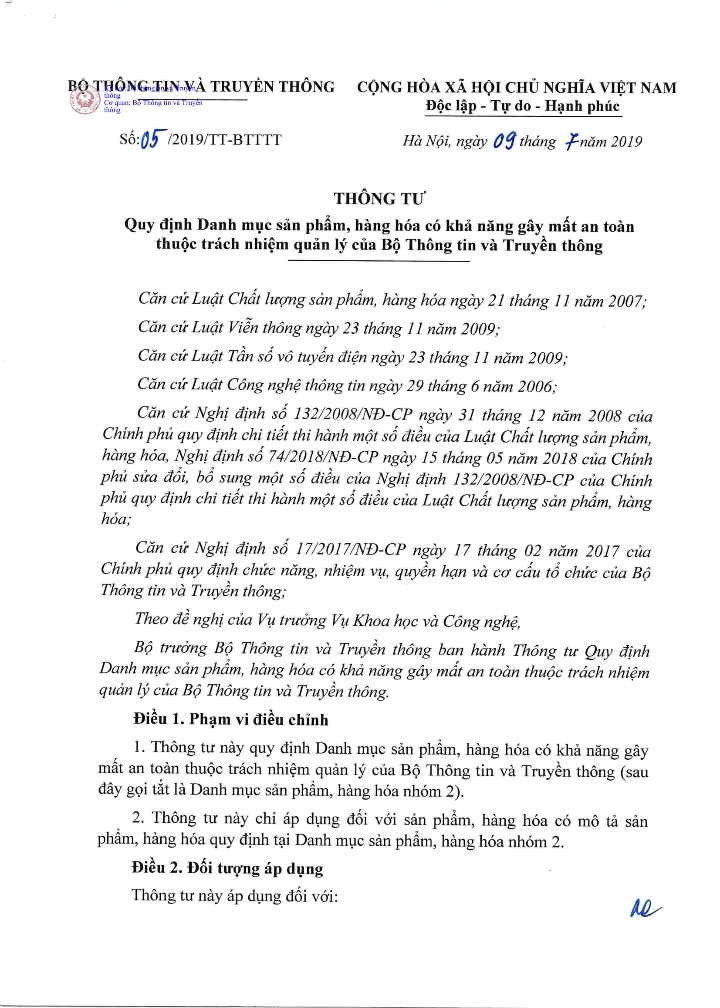 BỘ THÔNG TIN VÀ TRUYỀN THÔNG
thông
Cơ quan: Bộ Thông tin và Truyền
thông
CỘNG HÒA XÃ HỘI CHỦ NGHĨA VIỆT NAM
Độc lập - Tự do - Hạnh phúc
Số: 05 /2019/TT-BTTTT
Hà Nội, ngày 09 tháng 7 năm 2019
THÔNG TƯ
Quy định Danh mục sản phẩm, hàng hóa có khả năng gây mất an toàn
thuộc trách nhiệm quản lý của Bộ Thông tin và Truyền thông
Căn cứ Luật Chất lượng sản phẩm, hàng hóa ngày 21 tháng 11 năm 2007;
Căn cứ Luật Viễn thông ngày 23 tháng 11 năm 2009;
Căn cứ Luật Tần số vô tuyến điện ngày 23 tháng 11 năm 2009;
Căn cứ Luật Công nghệ thông tin ngày 29 tháng 6 năm 2006;
Căn cứ Nghị định số 132/2008/NĐ-CP ngày 31 tháng 12 năm 2008 của
Chính phủ quy định chi tiết thi hành một số điều của Luật Chất lượng sản phẩm,
hàng hóa, Nghị định số 74/2018/NĐ-CP ngày 15 tháng 05 năm 2018 của Chính
phủ sửa đổi, bổ sung một số điều của Nghị định 132/2008/NĐ-CP của Chính
phủ quy định chi tiết thi hành một số điều của Luật Chất lượng sản phẩm, hàng
hóa;
Căn cứ Nghị định số 17/2017/NĐ-CP ngày 17 tháng 02 năm 2017 của
Chính phủ quy định chức năng, nhiệm vụ, quyền hạn và cơ cấu tổ chức của Bộ
Thông tin và Truyền thông;
Theo đề nghị của Vụ trưởng Vụ Khoa học và Công nghệ,
Bộ trưởng Bộ Thông tin và Truyền thông ban hành Thông tư Quy định
Danh mục sản phẩm, hàng hóa có khả năng gây mất an toàn thuộc trách nhiệm
quản lý của Bộ Thông tin và Truyền thông.
Điều 1. Phạm vi điều chỉnh
1. Thông tư này quy định Danh mục sản phẩm, hàng hóa có khả năng gây
mất an toàn thuộc trách nhiệm quản lý của Bộ Thông tin và Truyền thông (sau
đây gọi tắt là Danh mục sản phẩm, hàng hóa nhóm 2).
2. Thông tư này chỉ áp dụng đối với sản phẩm, hàng hóa có mô tả sản
phẩm, hàng hóa quy định tại Danh mục sản phẩm, hàng hóa nhóm 2.
Điều 2. Đối tượng áp dụng
Thông tư này áp dụng đối với: